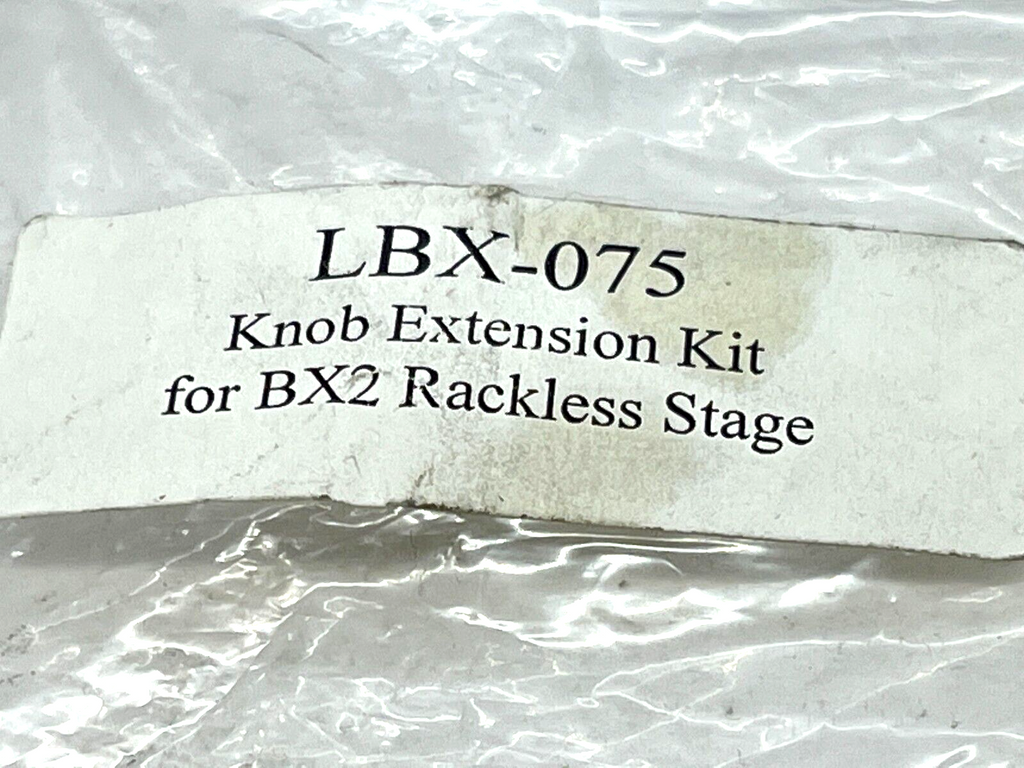 LBX-075
Knob Extension Kit
for BX2 Rackless Stage